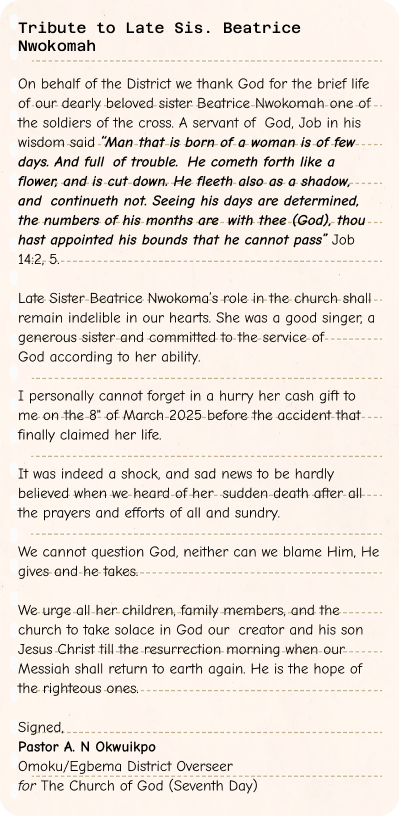 Tribute to Late Sis. Beatrice
Nwokomah
On behalf of the District we thank God for the brief life
of our dearly beloved sister Beatrice Nwokomah one of
the soldiers of the cross. A servant of God, Job in his
wisdom said “Man that is born of a woman is of few
days. And full of trouble. He cometh forth like a
flower, and is cut down. He fleeth also as a shadow,
and continueth not. Seeing his days are determined,
the numbers of his months are with thee (God), thou
hast appointed his bounds that he cannot pass” Job
14:2, 5.
Late Sister Beatrice Nwokoma’s role in the church shall
remain indelible in our hearts. She was a good singer, a
generous sister and committed to the service of
God according to her ability.
I personally cannot forget in a hurry her cash gift to
me on the 8" of March 2025 before the accident that
finally claimed her life.
It was indeed a shock, and sad news to be hardly
believed when we heard of her sudden death after all
the prayers and efforts of all and sundry.
We cannot question God, neither can we blame Him, He
gives and he takes.
We urge all her children, family members, and the
church to take solace in God our creator and his son
Jesus Christ till the resurrection morning when our
Messiah shall return to earth again. He is the hope of
the righteous ones.
Signed,
Pastor A. N Okwuikpo
Omoku/Egbema District Overseer
for The Church of God (Seventh Day)